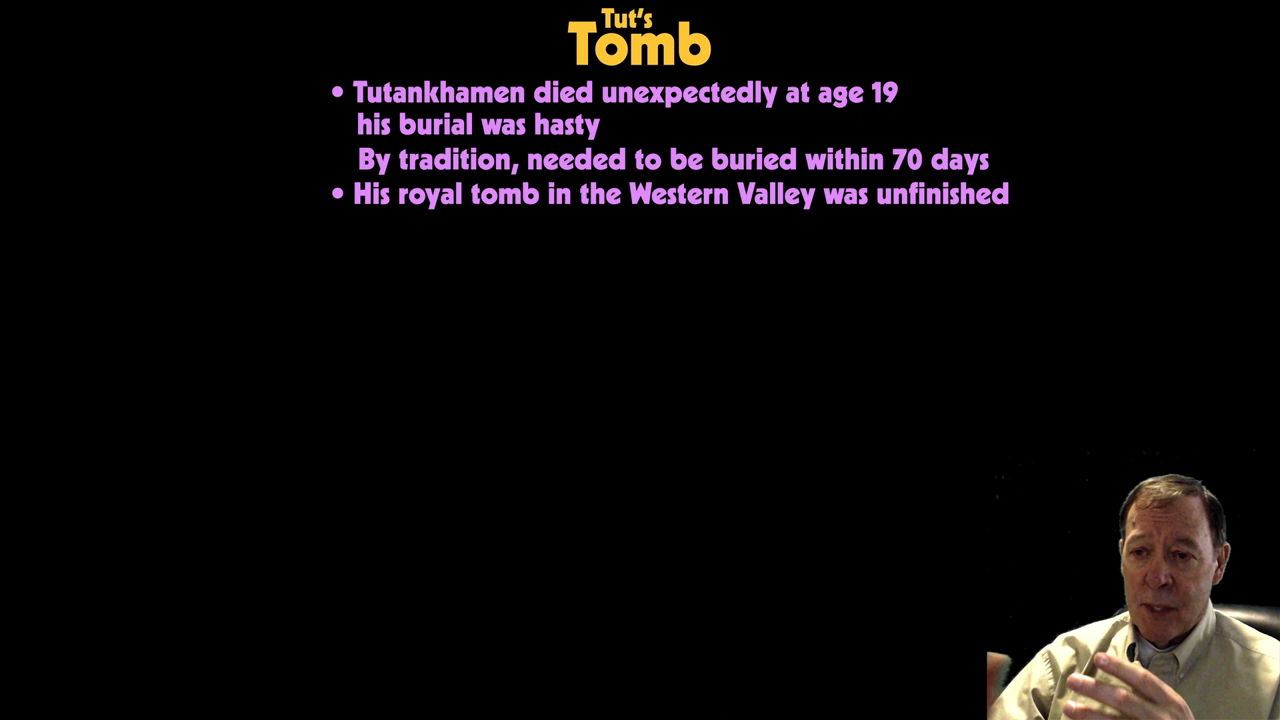 Tut's
Tomb
• Tutankhamen died unexpectedly at age 19
his burial was hasty
By tradition, needed to be buried within 70 days
• His royal tomb in the Western Valley was unfinished